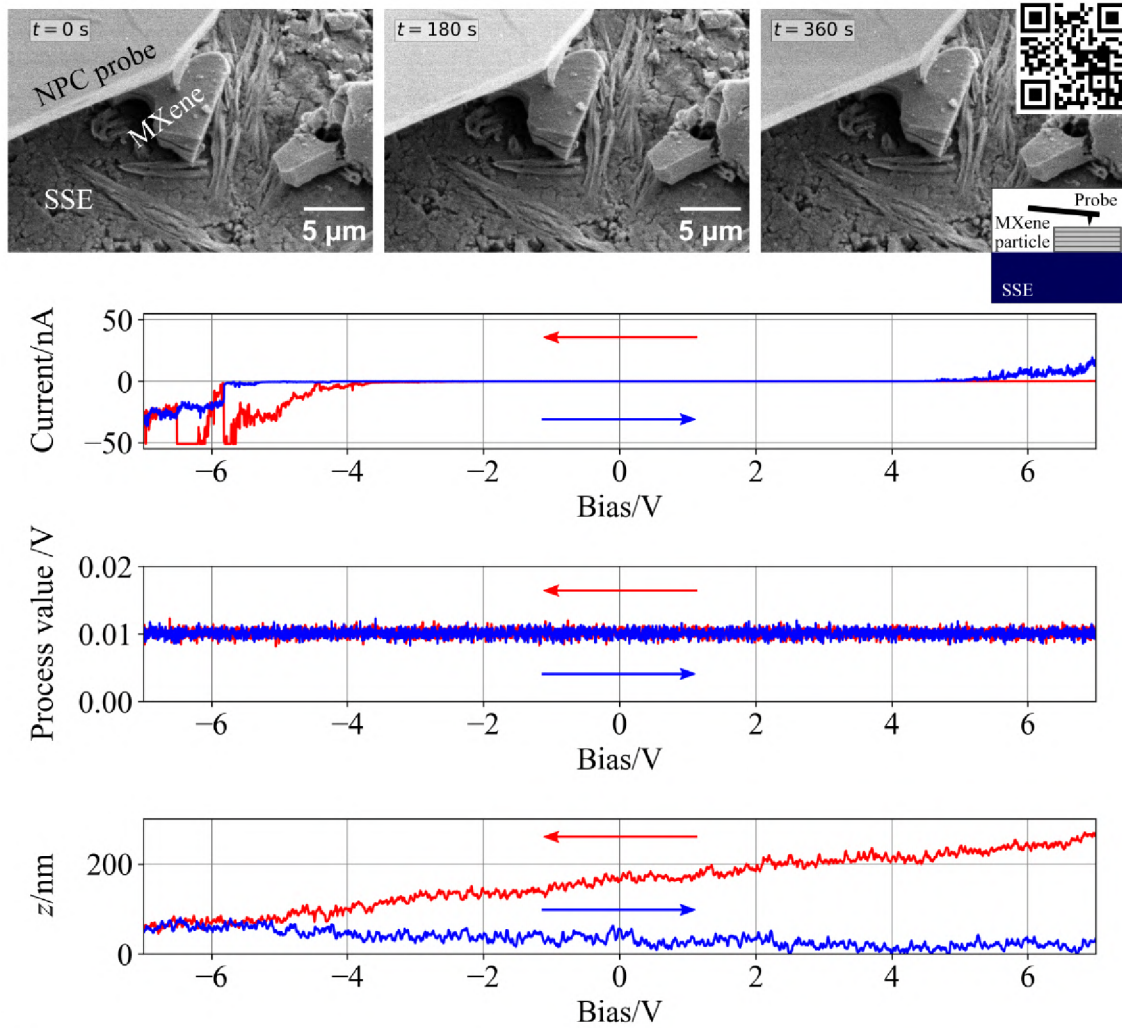 t = 0 s
NPC probe
MXene
SSE
5 µm
t = 180 s
5 µm
t = 360 s
5 µm
Probe
MXene
particle
SSE
Current/nA
50
0
−50
−6 −4 −2 0 2 4 6
Bias/V
Process value /V
0.02
0.01
0.00
−6 −4 −2 0 2 4 6
Bias/V
z/nm
200
0
−6 −4 −2 0 2 4 6
Bias/V